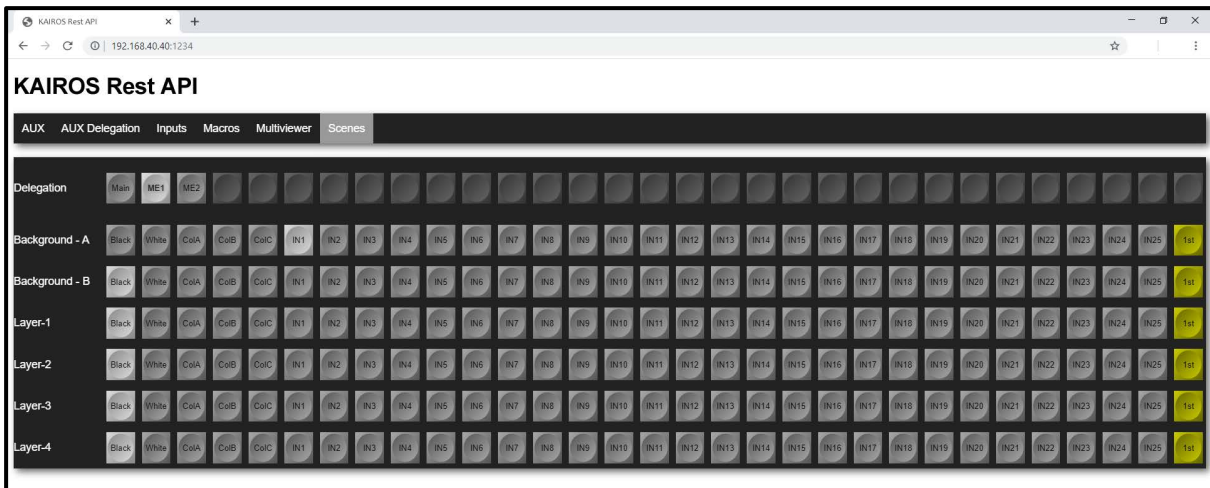 KAIROS Rest API
192.168.40.40:1234
KAIROS Rest API
AUX AUX Delegation Inputs Macros Multiviewer Scenes
Delegation Main ME1 ME2
Background - A Black White ColA ColB ColC IN1 IN2 IN3 IN4 IN5 IN6 IN7 IN8 IN9 IN10 IN11 IN12 IN13 IN14 IN15 IN16 IN17 IN18 IN19 IN20 IN21 IN22 IN23 IN24 IN25 1st
Background - B Black White ColA ColB ColC IN1 IN2 IN3 IN4 IN5 IN6 IN7 IN8 IN9 IN10 IN11 IN12 IN13 IN14 IN15 IN16 IN17 IN18 IN19 IN20 IN21 IN22 IN23 IN24 IN25 1st
Layer-1 Black White ColA ColB ColC IN1 IN2 IN3 IN4 IN5 IN6 IN7 IN8 IN9 IN10 IN11 IN12 IN13 IN14 IN15 IN16 IN17 IN18 IN19 IN20 IN21 IN22 IN23 IN24 IN25 1st
Layer-2 Black White ColA ColB ColC IN1 IN2 IN3 IN4 IN5 IN6 IN7 IN8 IN9 IN10 IN11 IN12 IN13 IN14 IN15 IN16 IN17 IN18 IN19 IN20 IN21 IN22 IN23 IN24 IN25 1st
Layer-3 Black White ColA ColB ColC IN1 IN2 IN3 IN4 IN5 IN6 IN7 IN8 IN9 IN10 IN11 IN12 IN13 IN14 IN15 IN16 IN17 IN18 IN19 IN20 IN21 IN22 IN23 IN24 IN25 1st
Layer-4 Black White ColA ColB ColC IN1 IN2 IN3 IN4 IN5 IN6 IN7 IN8 IN9 IN10 IN11 IN12 IN13 IN14 IN15 IN16 IN17 IN18 IN19 IN20 IN21 IN22 IN23 IN24 IN25 1st